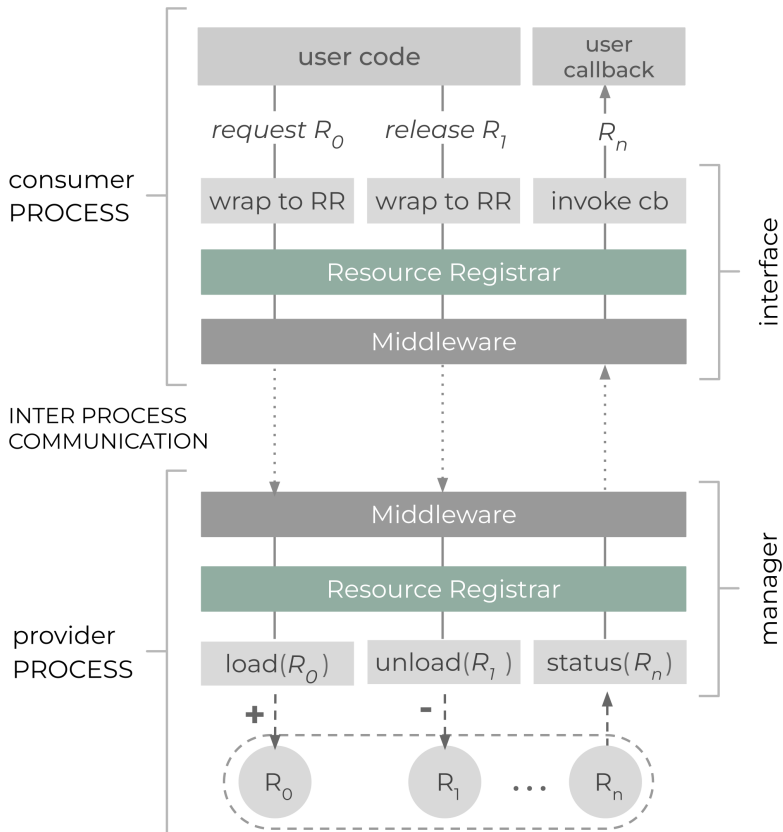 user code
user
callback
request R₀
release R₁
Rₙ
consumer
PROCESS
wrap to RR
wrap to RR
invoke cb
Resource Registrar
interface
Middleware
INTER PROCESS
COMMUNICATION
Middleware
Resource Registrar
manager
provider
PROCESS
load(R₀)
unload(R₁)
status(Rₙ)
+
-
R₀
R₁
...
Rₙ